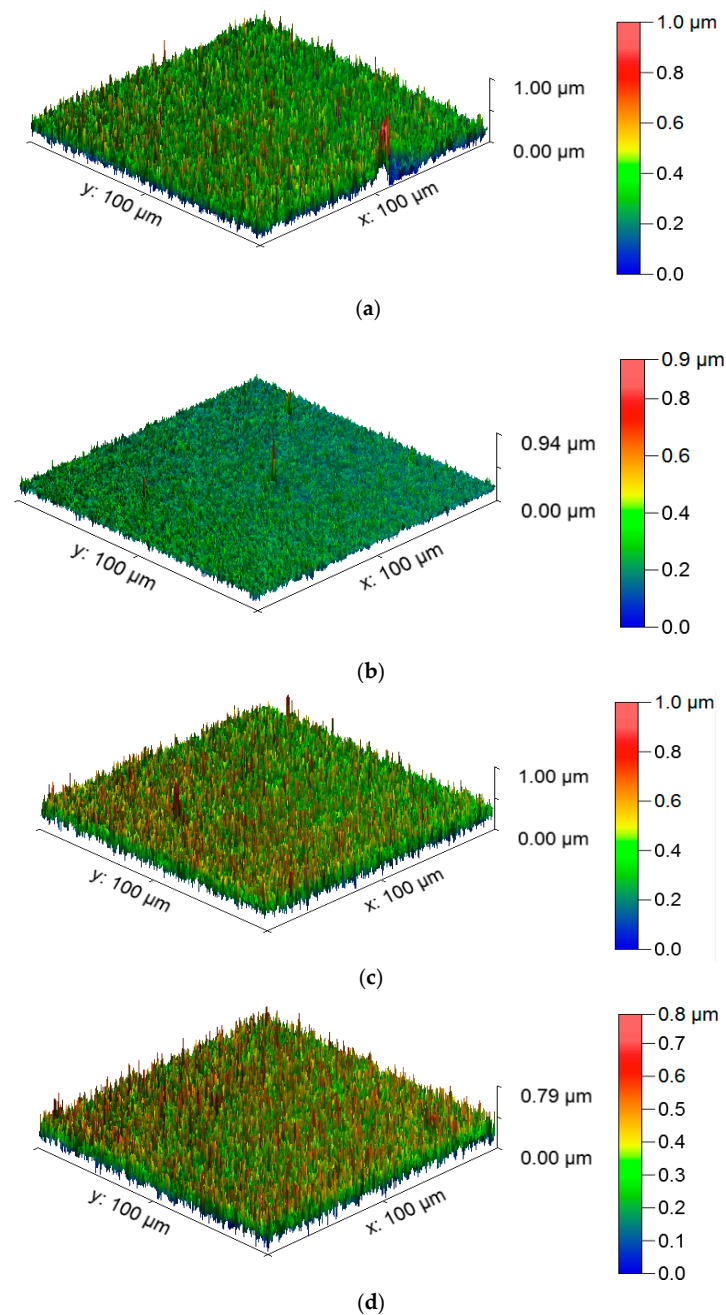 1.0 µm
0.8
0.6
0.4
0.2
0.0
1.00 µm
0.00 µm
y: 100 µm
x: 100 µm
(a)
0.9 µm
0.8
0.6
0.4
0.2
0.0
0.94 µm
0.00 µm
y: 100 µm
x: 100 µm
(b)
1.0 µm
0.8
0.6
0.4
0.2
0.0
1.00 µm
0.00 µm
y: 100 µm
x: 100 µm
(c)
0.8 µm
0.7
0.6
0.5
0.4
0.3
0.2
0.1
0.0
0.79 µm
0.00 µm
y: 100 µm
x: 100 µm
(d)